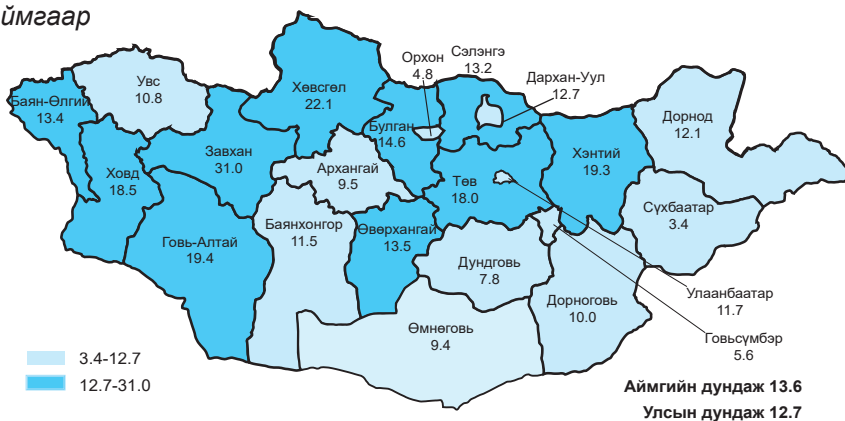 ймгаар
Орхон
4.8
Сэлэнгэ
13.2
Дархан-Уул
12.7
Увс
10.8
Хөвсгөл
22.1
Баян-Өлгий
13.4
Дорнод
12.1
Булган
14.6
Завхан
31.0
Хэнтий
19.3
Архангай
9.5
Ховд
18.5
Төв
18.0
Сүхбаатар
3.4
Баянхонгор
11.5
Өвөрхангай
13.5
Говь-Алтай
19.4
Дундговь
7.8
Улаанбаатар
11.7
Дорноговь
10.0
Өмнөговь
9.4
Говьсүмбэр
5.6
3.4-12.7
12.7-31.0
Аймгийн дундаж 13.6
Улсын дундаж 12.7